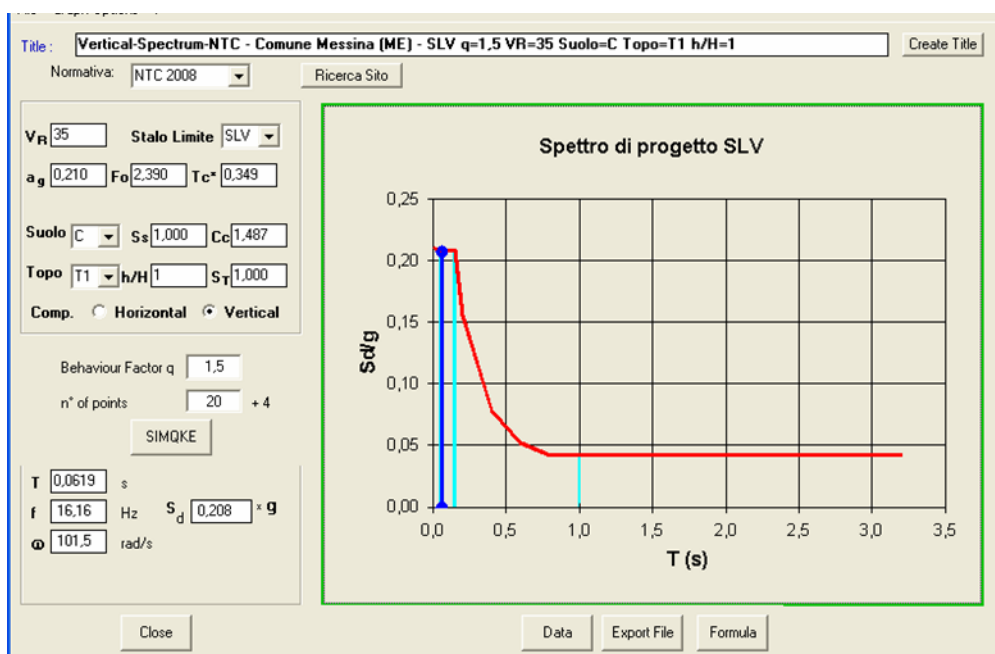 Title : Vertical-Spectrum-NTC - Comune Messina (ME) - SLV q=1,5 VR=35 Suolo=C Topo=T1 h/H=1 Create Title
Normativa: NTC 2008 Ricerca Sito
VR 35 Stalo Limite SLV
ag 0,210 Fo 2,390 Tc* 0,349
Suolo C Ss 1,000 Cc 1,487
Topo T1 h/H 1 ST 1,000
Comp. Horizontal Vertical
Behaviour Factor q 1,5
n° of points 20 + 4
SIMQKE
T 0,0619 s
f 16,16 Hz Sd 0,208 × g
ω 101,5 rad/s
Spettro di progetto SLV
0,25
0,20
0,15
0,10
0,05
0,00
Sd/g
0,0 0,5 1,0 1,5 2,0 2,5 3,0 3,5
T (s)
Close Data Export File Formula